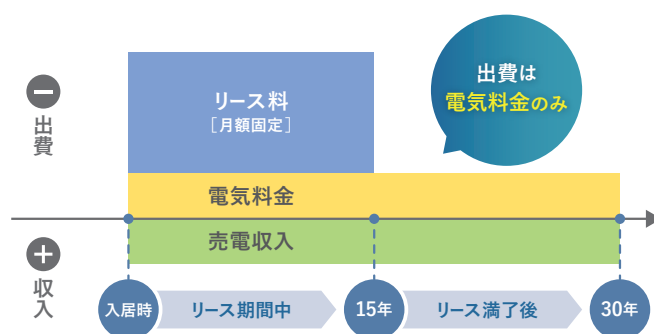 出費は
電気料金のみ
リース料
［月額固定］
出費
電気料金
売電収入
収入
入居時
リース期間中
15年
リース満了後
30年